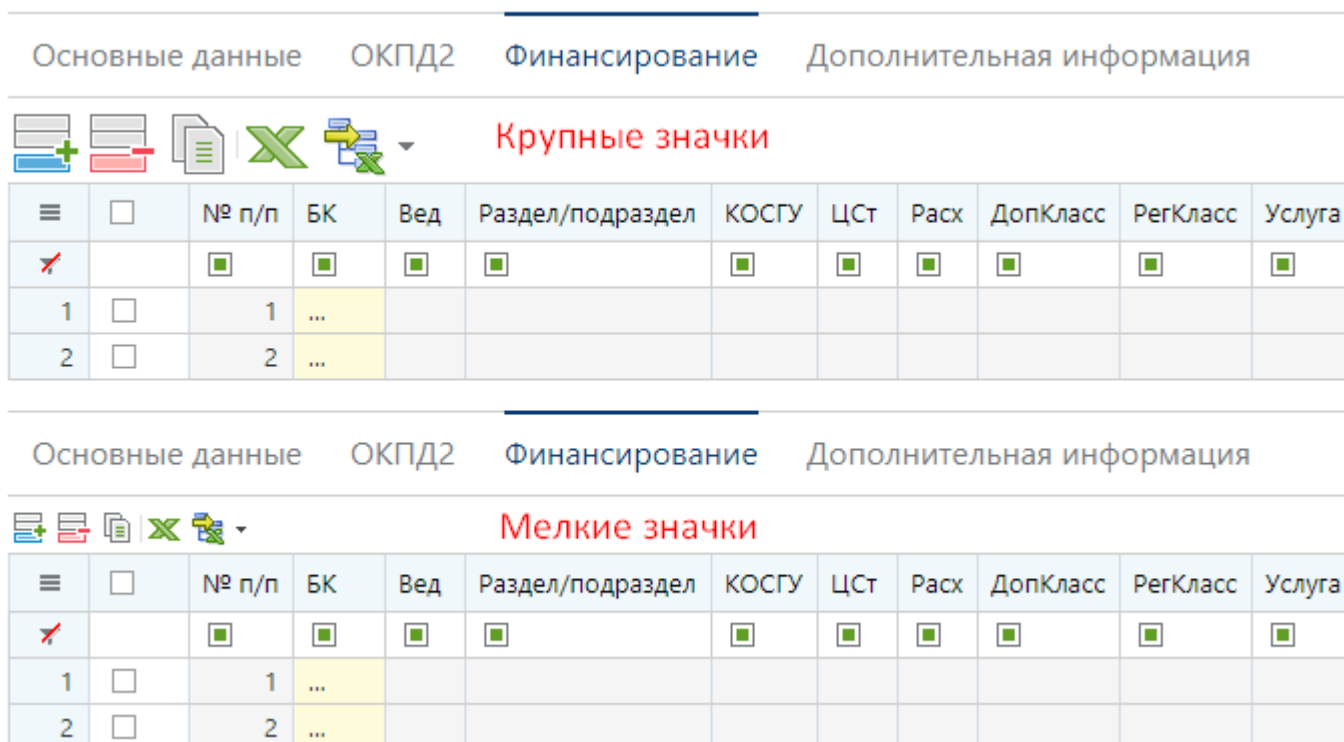 Основные данные ОКПД2 Финансирование Дополнительная информация
Крупные значки
№ п/п БК Вед Раздел/подраздел КОСГУ ЦСт Расх ДопКласс РегКласс Услуга
1 1 ...
2 2 ...
Основные данные ОКПД2 Финансирование Дополнительная информация
Мелкие значки
№ п/п БК Вед Раздел/подраздел КОСГУ ЦСт Расх ДопКласс РегКласс Услуга
1 1 ...
2 2 ...